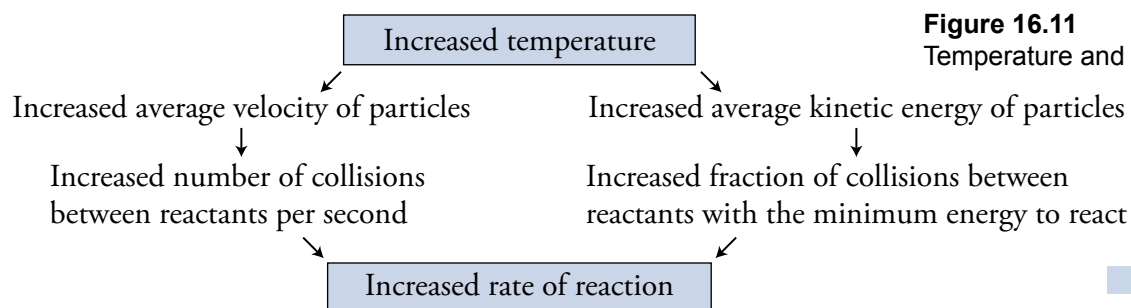 Increased temperature
Figure 16.11
Temperature and
Increased average velocity of particles
Increased average kinetic energy of particles
Increased number of collisions
between reactants per second
Increased fraction of collisions between
reactants with the minimum energy to react
Increased rate of reaction